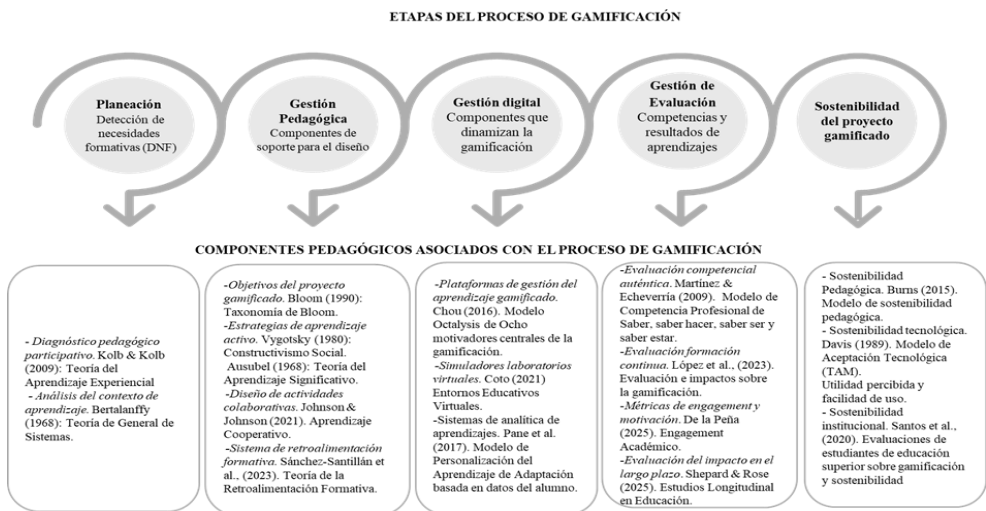 ETAPAS DEL PROCESO DE GAMIFICACIÓN
Planeación
Detección de
necesidades
formativas (DNF)
Gestión
Pedagógica
Componentes de
soporte para el diseño
Gestión digital
Componentes que
dinamizan la
gamificación
Gestión de
Evaluación
Competencias y
resultados de
aprendizajes
Sostenibilidad
del proyecto
gamificado
COMPONENTES PEDAGÓGICOS ASOCIADOS CON EL PROCESO DE GAMIFICACIÓN
- Diagnóstico pedagógico
participativo. Kolb & Kolb
(2009): Teoría del
Aprendizaje Experiencial
- Análisis del contexto de
aprendizaje. Bertalanffy
(1968): Teoría de General de
Sistemas.
-Objetivos del proyecto
gamificado. Bloom (1990):
Taxonomía de Bloom.
-Estrategias de aprendizaje
activo. Vygotsky (1980):
Constructivismo Social.
Ausubel (1968): Teoría del
Aprendizaje Significativo.
-Diseño de actividades
colaborativas. Johnson &
Johnson (2021). Aprendizaje
Cooperativo.
-Sistema de retroalimentación
formativa. Sánchez-Santillán et
al., (2023): Teoría de la
Retroalimentación Formativa.
-Plataformas de gestión del
aprendizaje gamificado.
Chou (2016). Modelo
Octalysis de Ocho
motivadores centrales de la
gamificación.
-Simuladores laboratorios
virtuales. Coto (2021)
Entornos Educativos
Virtuales.
-Sistemas de analítica de
aprendizajes. Pane et al.
(2017). Modelo de
Personalización del
Aprendizaje de Adaptación
basada en datos del alumno.
-Evaluación competencial
auténtica. Martínez &
Echeverría (2009). Modelo de
Competencia Profesional de
Saber, saber hacer, saber ser y
saber estar.
-Evaluación formación
continua. López et al., (2023).
Evaluación e impactos sobre
la gamificación.
-Métricas de engagement y
motivación. De la Peña
(2025). Engagement
Académico.
-Evaluación del impacto en el
largo plazo. Shepard & Rose
(2025). Estudios Longitudinal
en Educación.
- Sostenibilidad
Pedagógica. Burns (2015).
Modelo de sostenibilidad
pedagógica.
- Sostenibilidad tecnológica.
Davis (1989). Modelo de
Aceptación Tecnológica
(TAM).
Utilidad percibida y
facilidad de uso.
- Sostenibilidad
institucional. Santos et al.,
(2020). Evaluaciones de
estudiantes de educación
superior sobre gamificación
y sostenibilidad